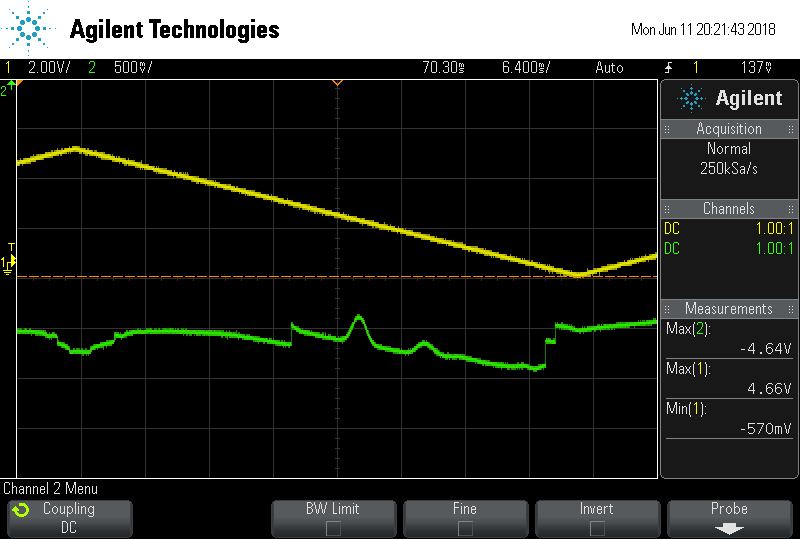 Agilent Technologies
Mon Jun 11 20:21:43 2018
1 2.00V/ 2 500mV/ 70.30s 6.400s/ Auto 1 137mV
2
T
1
Agilent
Acquisition
Normal
250kSa/s
Channels
DC 1.00:1
DC 1.00:1
Measurements
Max(2):
-4.64V
Max(1):
4.66V
Min(1):
-570mV
Channel 2 Menu
Coupling
DC
BW Limit
Fine
Invert
Probe